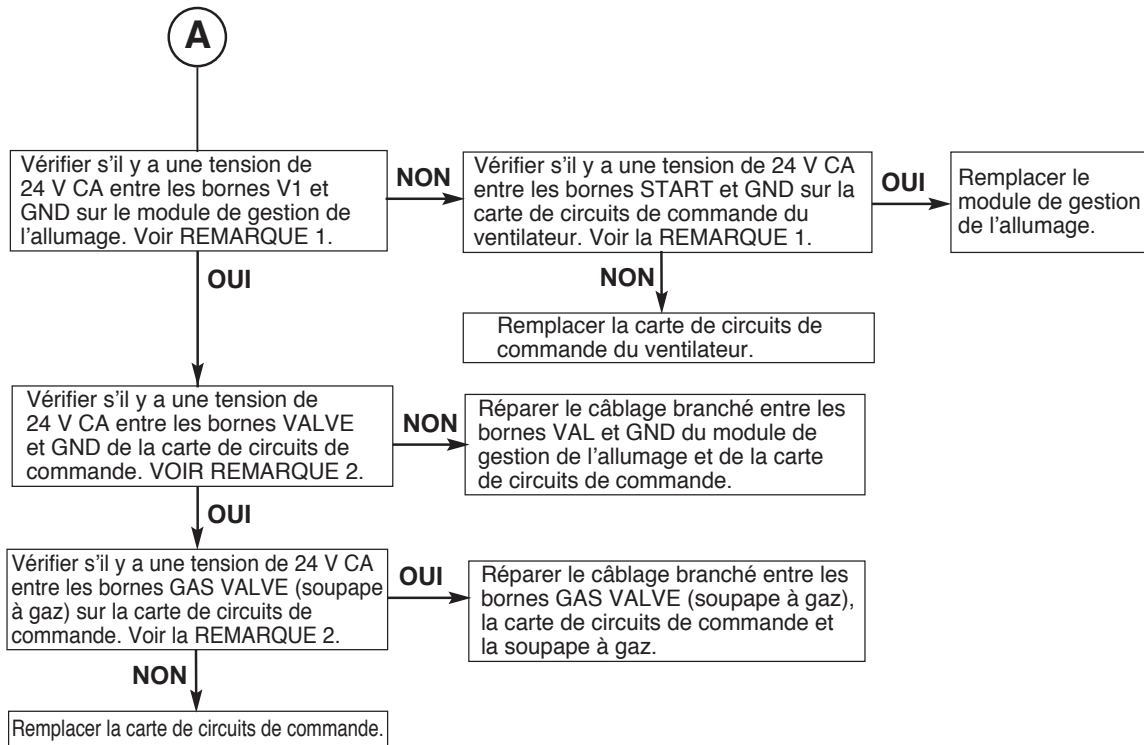 A
Vérifier s'il y a une tension de
24 V CA entre les bornes V1 et
GND sur le module de gestion de
l'allumage. Voir REMARQUE 1.
NON
Vérifier s'il y a une tension de 24 V CA
entre les bornes START et GND sur la
carte de circuits de commande du
ventilateur. Voir la REMARQUE 1.
OUI
Remplacer le
module de gestion
de l'allumage.
OUI
NON
Remplacer la carte de circuits de
commande du ventilateur.
Vérifier s'il y a une tension de
24 V CA entre les bornes VALVE
et GND de la carte de circuits de
commande. VOIR REMARQUE 2.
NON
Réparer le câblage branché entre les
bornes VAL et GND du module de
gestion de l'allumage et de la carte
de circuits de commande.
OUI
Vérifier s'il y a une tension de 24 V CA
entre les bornes GAS VALVE (soupape
à gaz) sur la carte de circuits de
commande. Voir la REMARQUE 2.
OUI
Réparer le câblage branché entre les
bornes GAS VALVE (soupape à gaz),
la carte de circuits de commande et
la soupape à gaz.
NON
Remplacer la carte de circuits de commande.